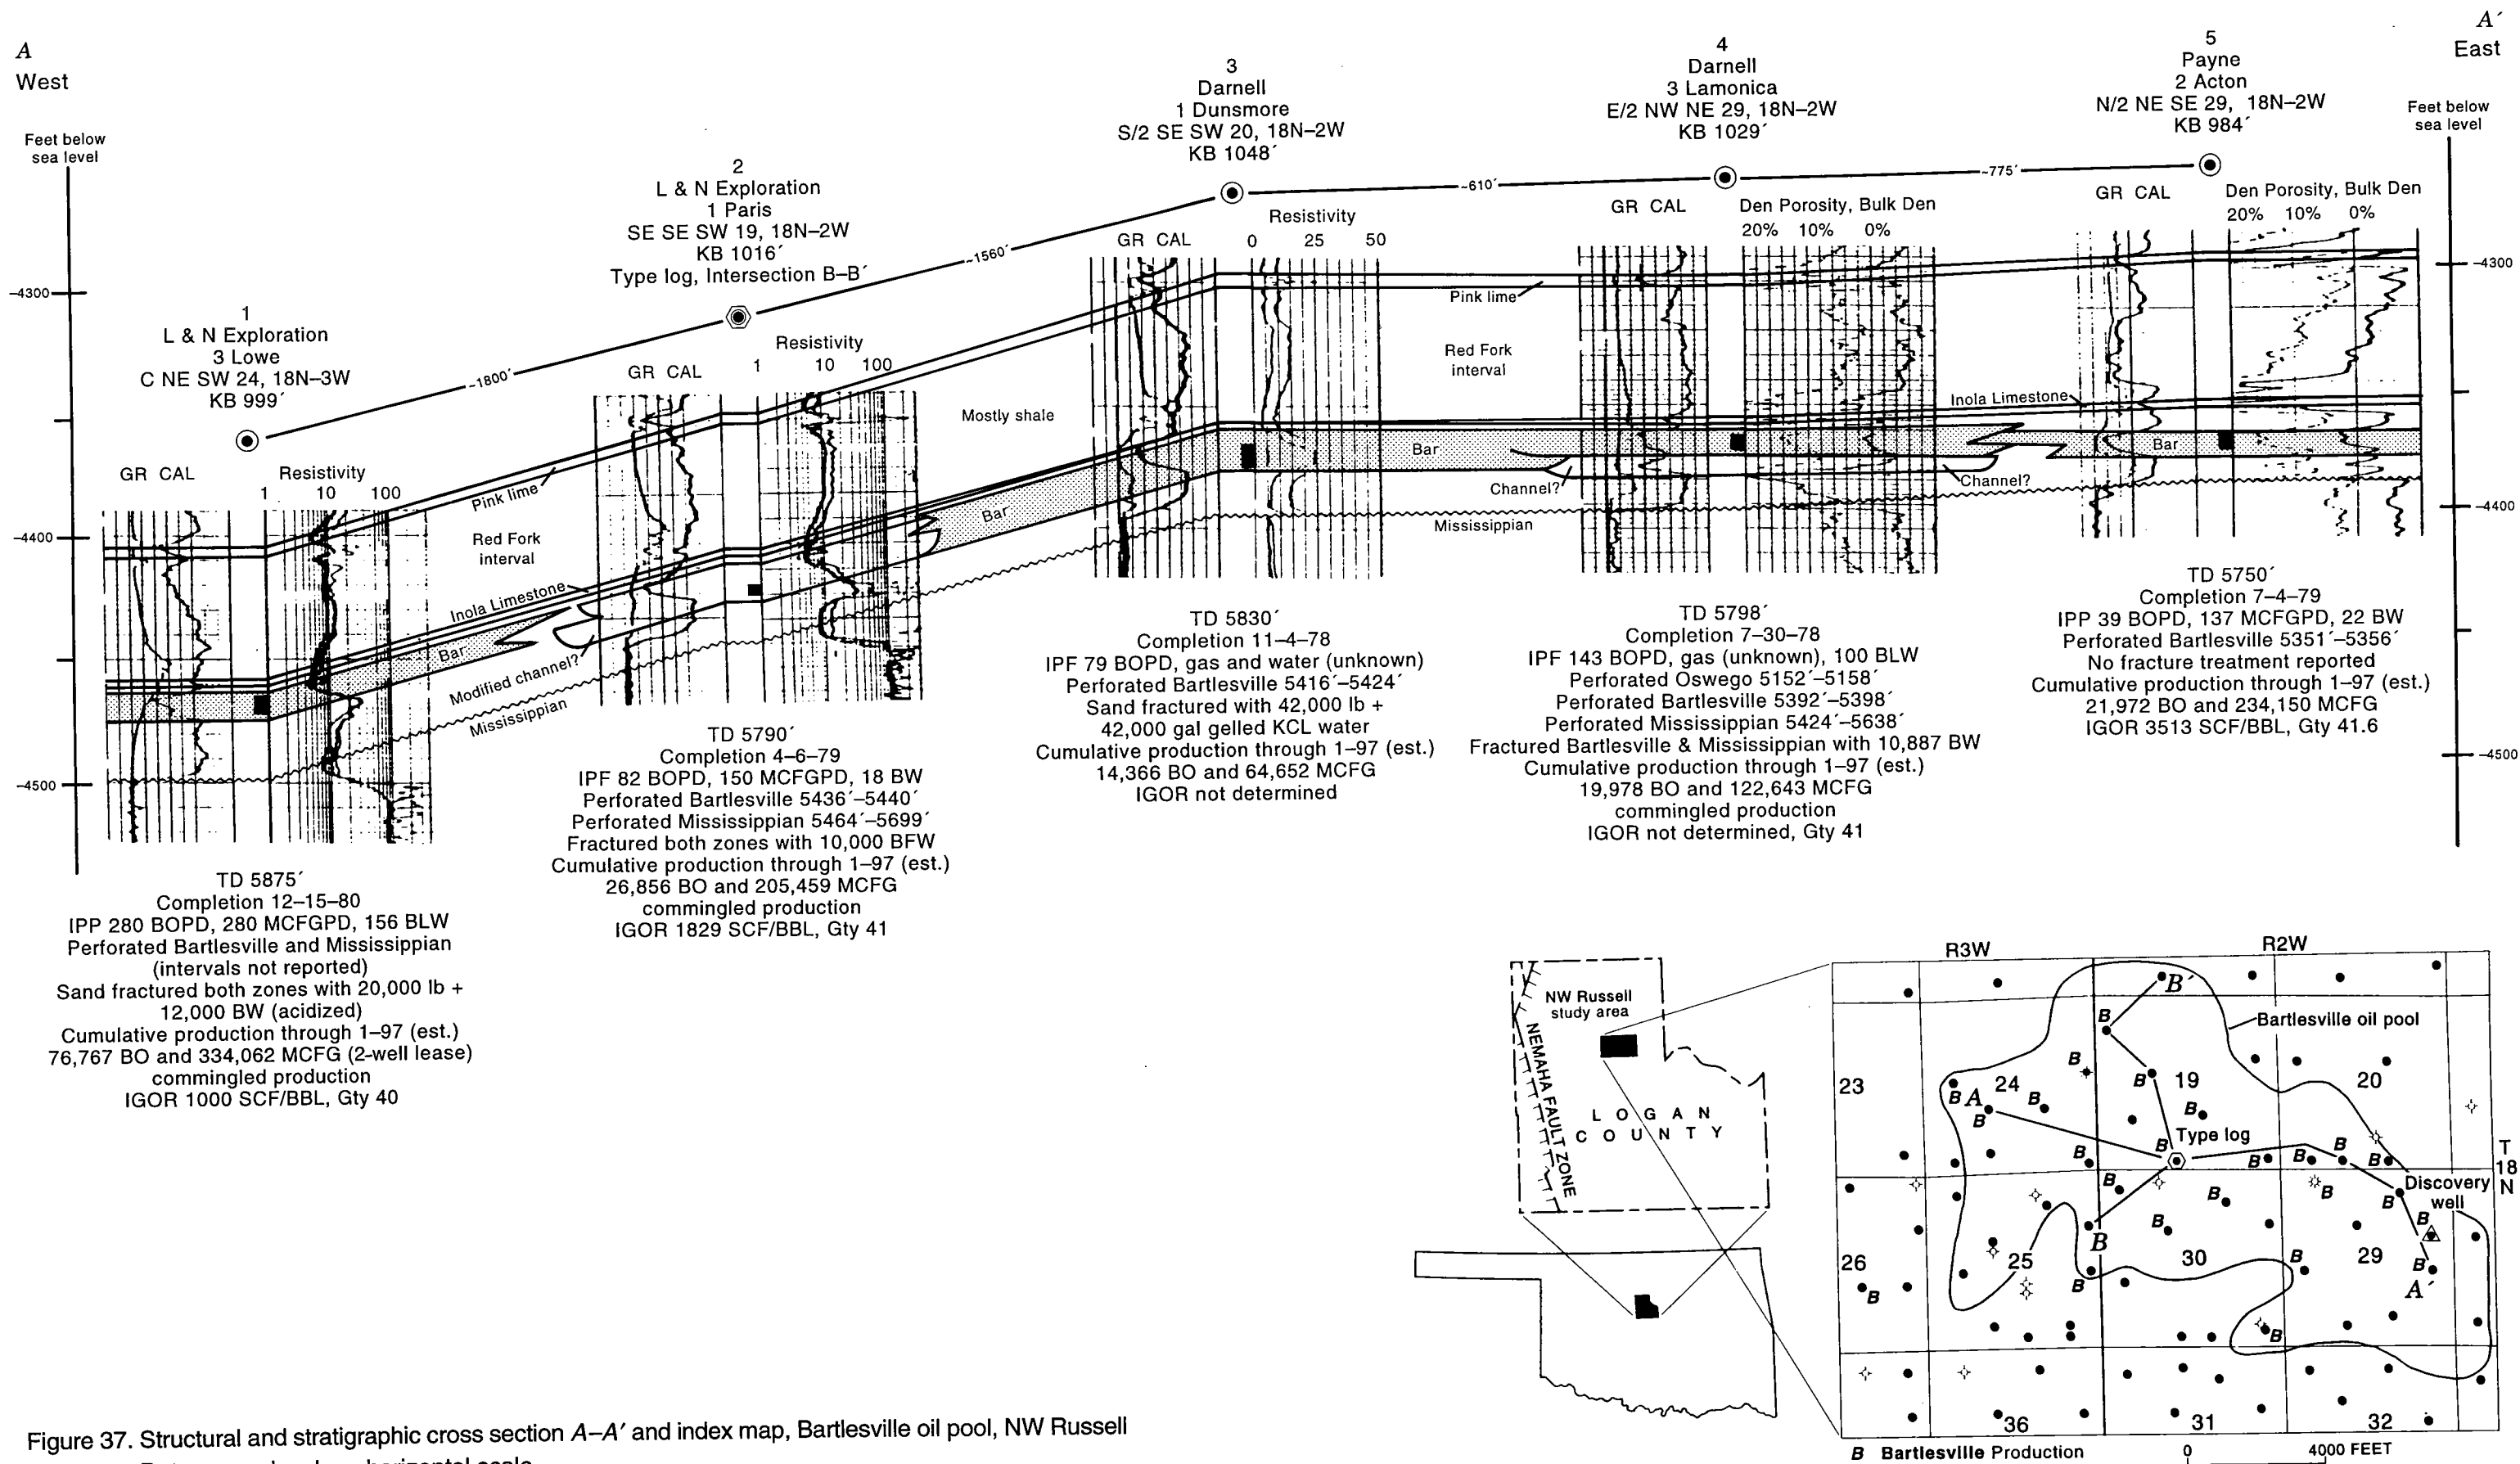 A
West
A´
East
Feet below
sea level
–4300
–4400
–4500
Feet below
sea level
–4300
–4400
–4500
1
L & N Exploration
3 Lowe
C NE SW 24, 18N–3W
KB 999´
GR CAL
Resistivity
1 10 100
~1800´
2
L & N Exploration
1 Paris
SE SE SW 19, 18N–2W
KB 1016´
Type log, Intersection B–B´
GR CAL
Resistivity
1 10 100
~1560´
3
Darnell
1 Dunsmore
S/2 SE SW 20, 18N–2W
KB 1048´
GR CAL
Resistivity
0 25 50
~610´
4
Darnell
3 Lamonica
E/2 NW NE 29, 18N–2W
KB 1029´
GR CAL
Den Porosity, Bulk Den
20% 10% 0%
~775´
5
Payne
2 Acton
N/2 NE SE 29, 18N–2W
KB 984´
GR CAL
Den Porosity, Bulk Den
20% 10% 0%
Pink lime
Red Fork
interval
Inola Limestone
Bar
Modified channel?
Mississippian
Mostly shale
Bar
Pink lime
Red Fork
interval
Bar
Channel?
Mississippian
Inola Limestone
Bar
Channel?
TD 5875´
Completion 12–15–80
IPP 280 BOPD, 280 MCFGPD, 156 BLW
Perforated Bartlesville and Mississippian
(intervals not reported)
Sand fractured both zones with 20,000 lb +
12,000 BW (acidized)
Cumulative production through 1–97 (est.)
76,767 BO and 334,062 MCFG (2-well lease)
commingled production
IGOR 1000 SCF/BBL, Gty 40
TD 5790´
Completion 4–6–79
IPF 82 BOPD, 150 MCFGPD, 18 BW
Perforated Bartlesville 5436´–5440´
Perforated Mississippian 5464´–5699´
Fractured both zones with 10,000 BFW
Cumulative production through 1–97 (est.)
26,856 BO and 205,459 MCFG
commingled production
IGOR 1829 SCF/BBL, Gty 41
TD 5830´
Completion 11–4–78
IPF 79 BOPD, gas and water (unknown)
Perforated Bartlesville 5416´–5424´
Sand fractured with 42,000 lb +
42,000 gal gelled KCL water
Cumulative production through 1–97 (est.)
14,366 BO and 64,652 MCFG
IGOR not determined
TD 5798´
Completion 7–30–78
IPF 143 BOPD, gas (unknown), 100 BLW
Perforated Oswego 5152´–5158´
Perforated Bartlesville 5392´–5398´
Perforated Mississippian 5424´–5638´
Fractured Bartlesville & Mississippian with 10,887 BW
Cumulative production through 1–97 (est.)
19,978 BO and 122,643 MCFG
commingled production
IGOR not determined, Gty 41
TD 5750´
Completion 7–4–79
IPP 39 BOPD, 137 MCFGPD, 22 BW
Perforated Bartlesville 5351´–5356´
No fracture treatment reported
Cumulative production through 1–97 (est.)
21,972 BO and 234,150 MCFG
IGOR 3513 SCF/BBL, Gty 41.6
NW Russell
study area
NEMAHA FAULT ZONE
LOGAN
COUNTY
R3W R2W
B´
B
Bartlesville oil pool
B
23 24 B 19 20
B A B B
B
Type log
B B B B B B
T
18
N
B B B B
Discovery
well
B B
B
26 25 30 B 29 B
B B A´
B
36 31 32
B Bartlesville Production
0 4000 FEET
Figure 37. Structural and stratigraphic cross section A–A′ and index map, Bartlesville oil pool, NW Russell
horizontal scale